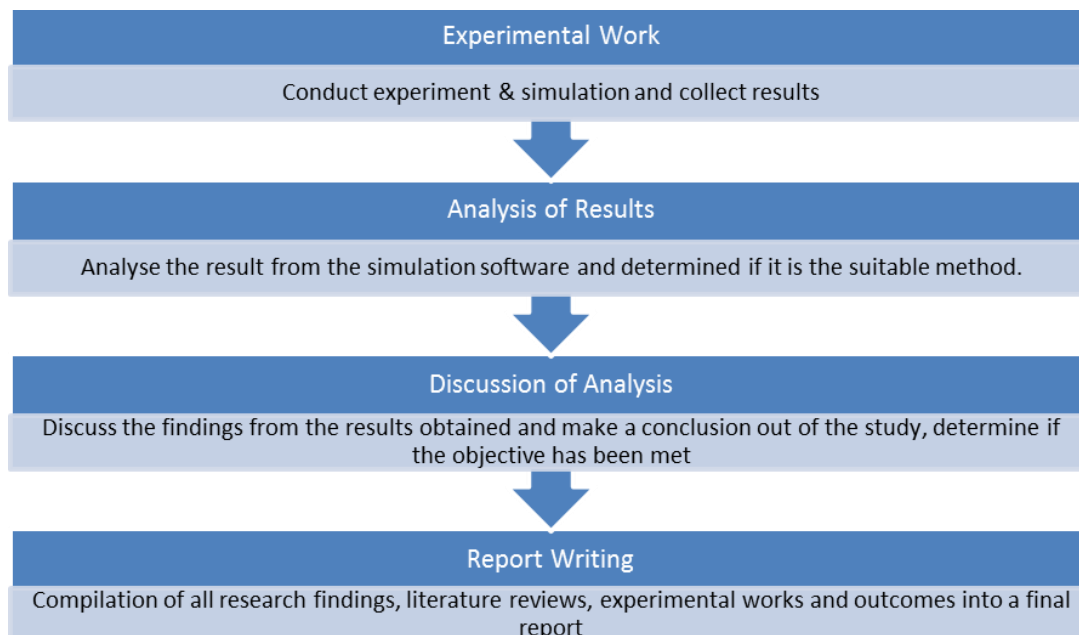 Experimental Work
Conduct experiment & simulation and collect results
Analysis of Results
Analyse the result from the simulation software and determined if it is the suitable method.
Discussion of Analysis
Discuss the findings from the results obtained and make a conclusion out of the study, determine if
the objective has been met
Report Writing
Compilation of all research findings, literature reviews, experimental works and outcomes into a final
report